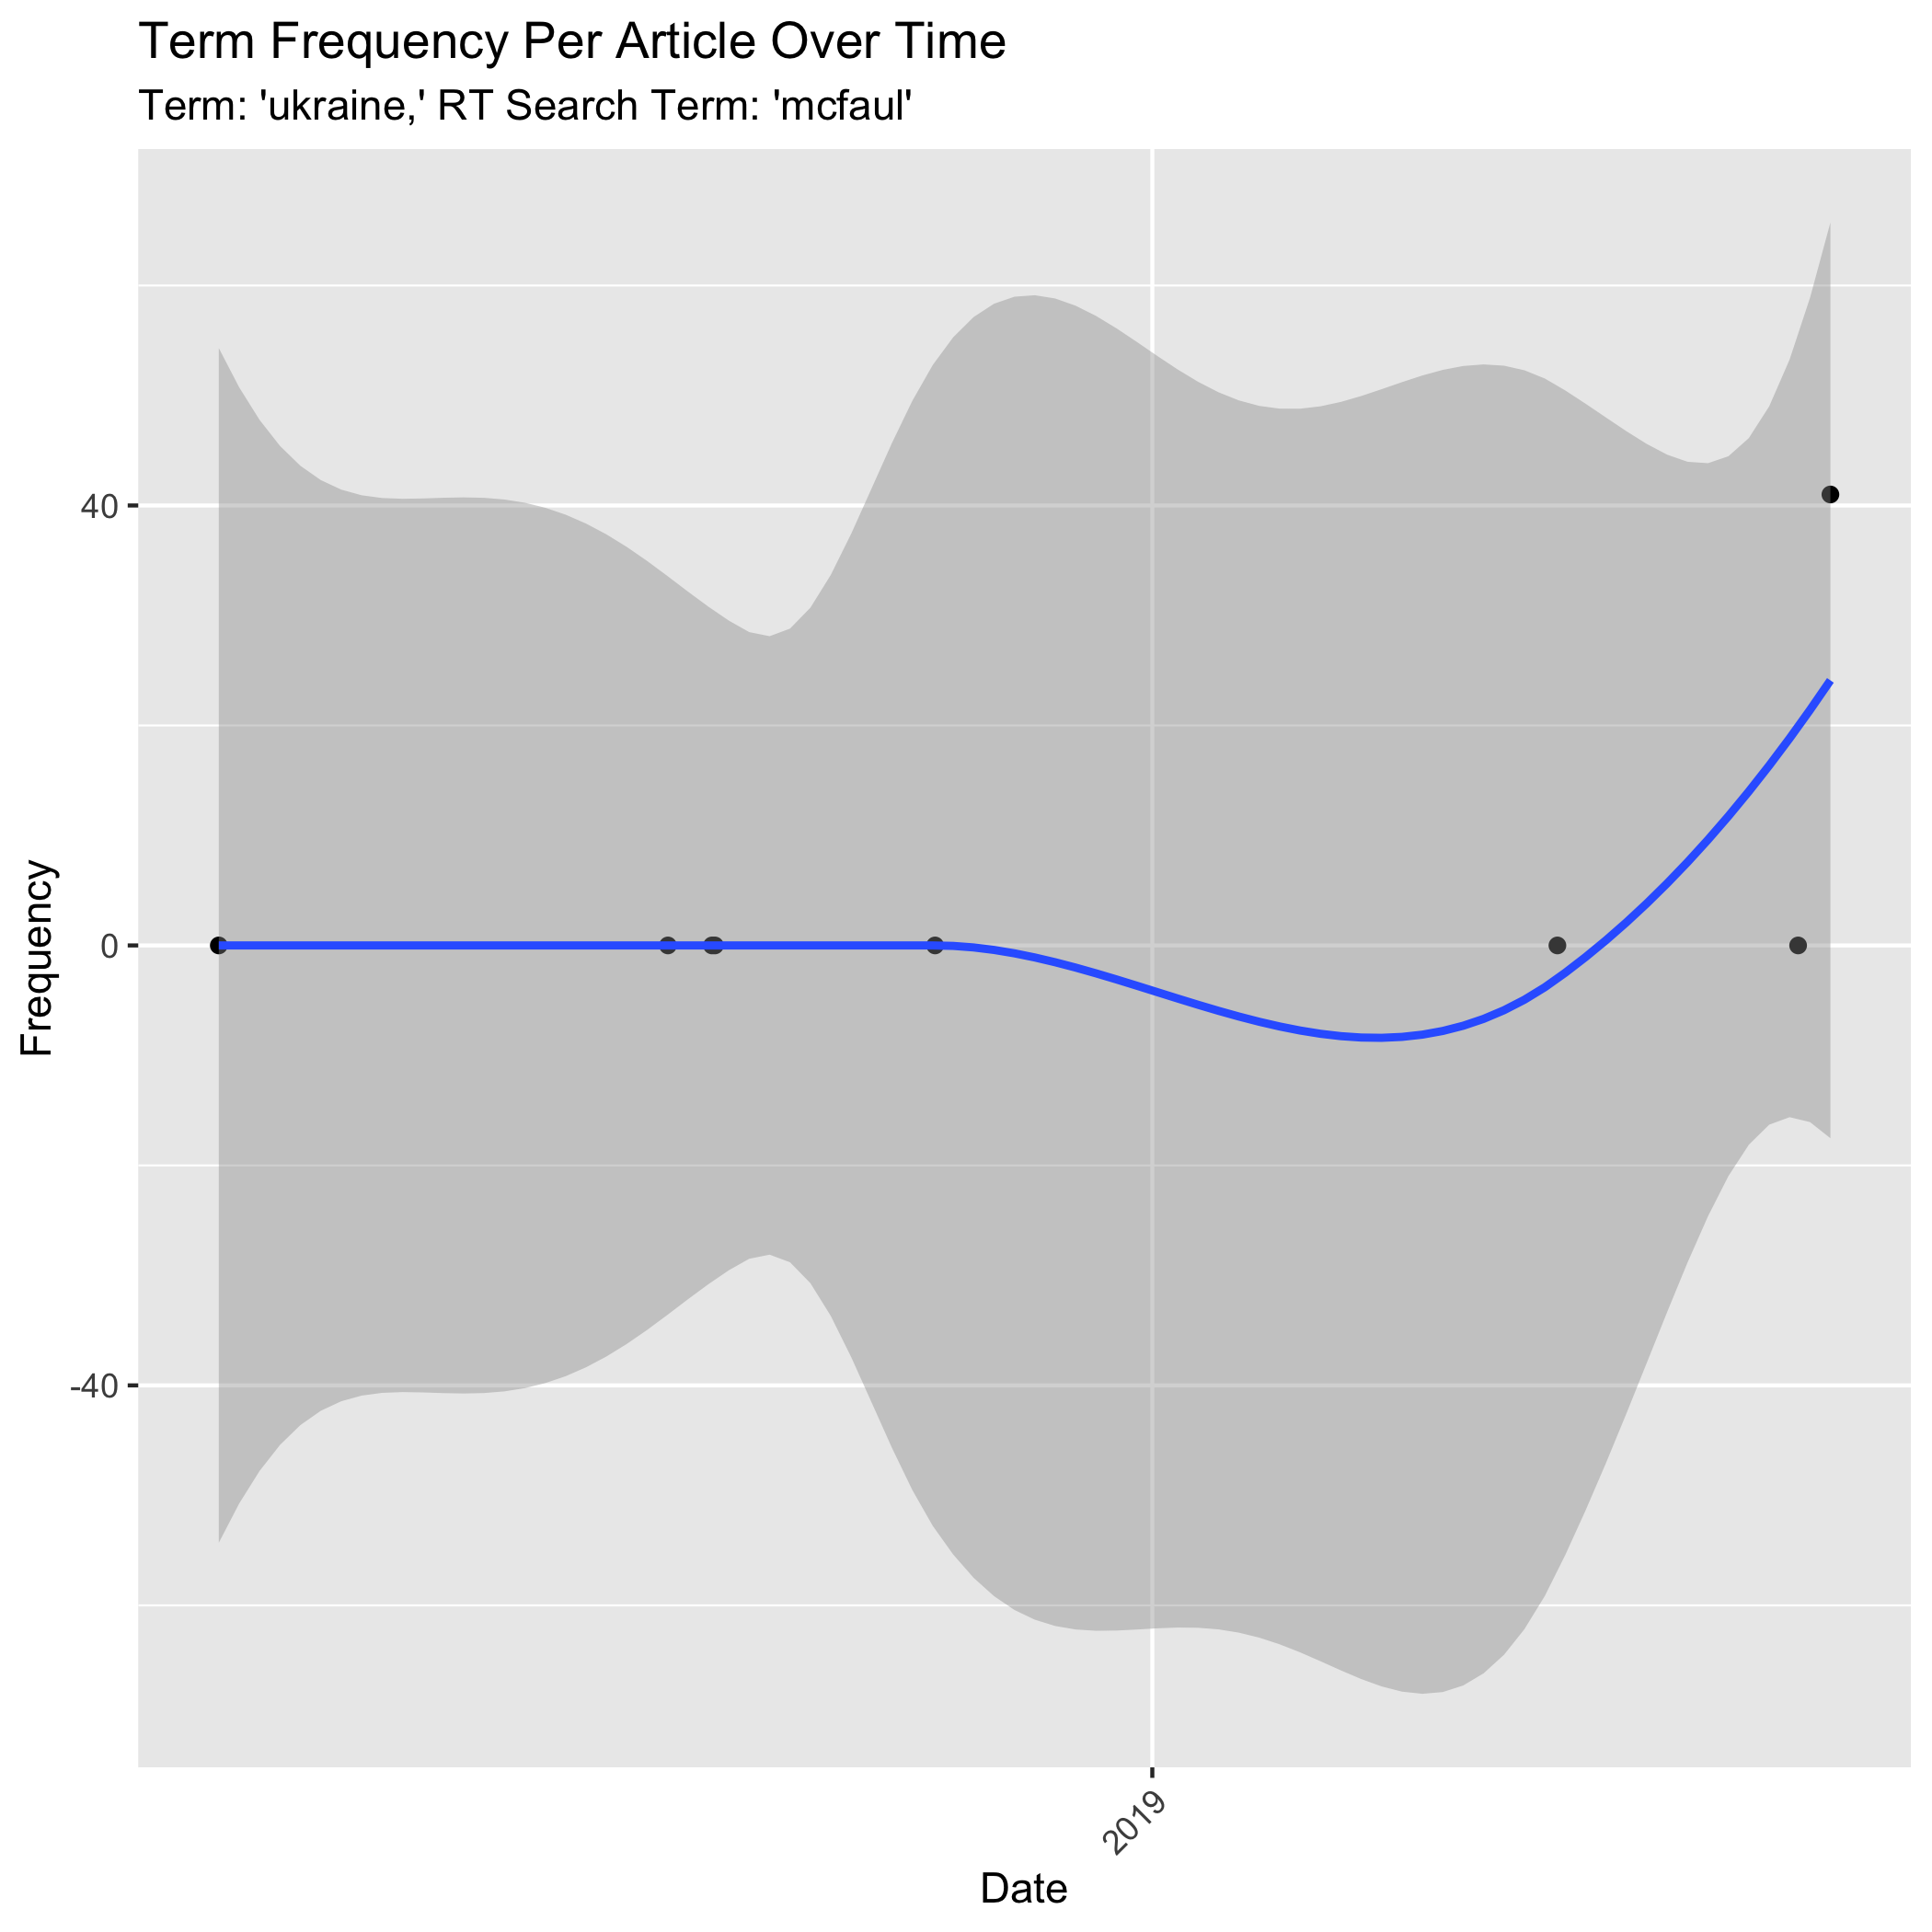 Term Frequency Per Article Over Time
Term: 'ukraine,' RT Search Term: 'mcfaul'
Frequency
40
0
-40
2019
Date